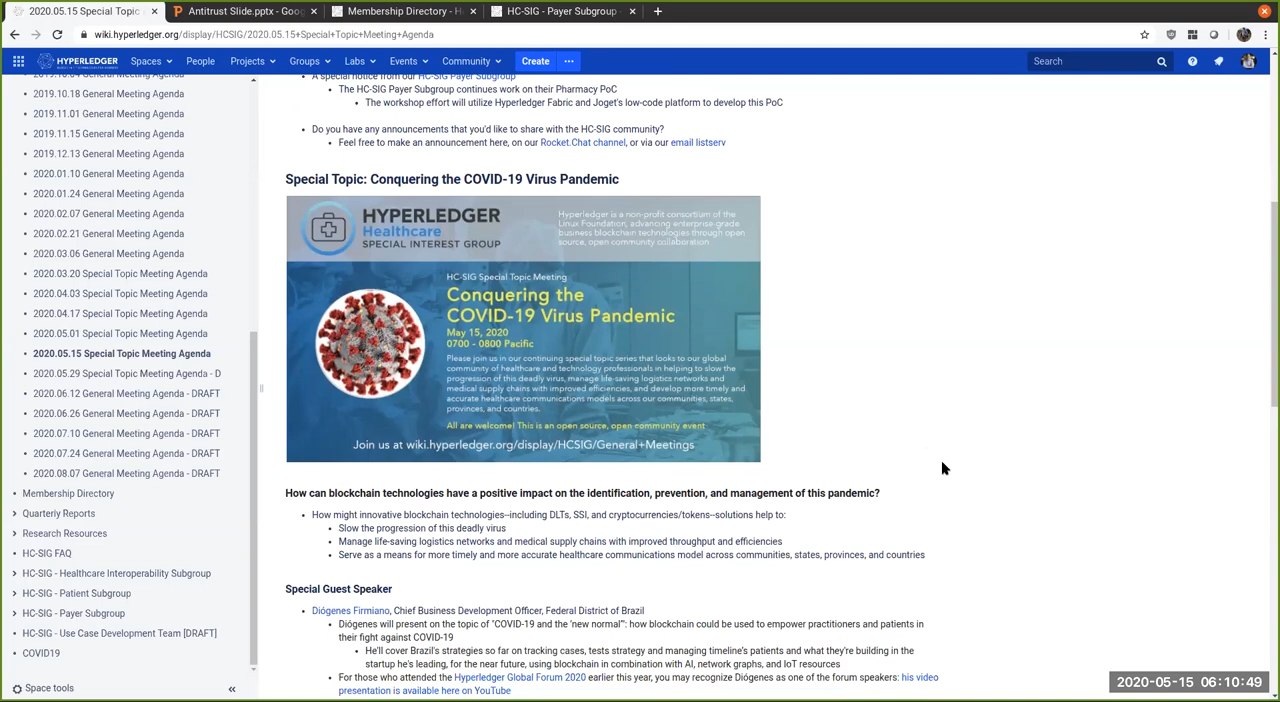 2020.05.15 Special Topic
Antitrust Slide.pptx - Goog
Membership Directory - H
HC-SIG - Payer Subgroup -
wiki.hyperledger.org/display/HCSIG/2020.05.15+Special+Topic+Meeting+Agenda
HYPERLEDGER
Spaces
People
Projects
Groups
Labs
Events
Community
Create
Search
2019.10.04 General Meeting Agenda
2019.10.18 General Meeting Agenda
2019.11.01 General Meeting Agenda
2019.11.15 General Meeting Agenda
2019.12.13 General Meeting Agenda
2020.01.10 General Meeting Agenda
2020.01.24 General Meeting Agenda
2020.02.07 General Meeting Agenda
2020.02.21 General Meeting Agenda
2020.03.06 General Meeting Agenda
2020.03.20 Special Topic Meeting Agenda
2020.04.03 Special Topic Meeting Agenda
2020.04.17 Special Topic Meeting Agenda
2020.05.01 Special Topic Meeting Agenda
2020.05.15 Special Topic Meeting Agenda
2020.05.29 Special Topic Meeting Agenda - D
2020.06.12 General Meeting Agenda - DRAFT
2020.06.26 General Meeting Agenda - DRAFT
2020.07.10 General Meeting Agenda - DRAFT
2020.07.24 General Meeting Agenda - DRAFT
2020.08.07 General Meeting Agenda - DRAFT
Membership Directory
Quarterly Reports
Research Resources
HC-SIG FAQ
HC-SIG - Healthcare Interoperability Subgroup
HC-SIG - Patient Subgroup
HC-SIG - Payer Subgroup
HC-SIG - Use Case Development Team [DRAFT]
COVID19
Space tools
A special notice from our HC-SIG Payer Subgroup
The HC-SIG Payer Subgroup continues work on their Pharmacy PoC
The workshop effort will utilize Hyperledger Fabric and Joget's low-code platform to develop this PoC
Do you have any announcements that you'd like to share with the HC-SIG community?
Feel free to make an announcement here, on our Rocket.Chat channel, or via our email listserv
Special Topic: Conquering the COVID-19 Virus Pandemic
HYPERLEDGER
Healthcare
SPECIAL INTEREST GROUP
Hyperledger is a non-profit consortium of the
Linux Foundation, advancing enterprise-grade
business blockchain technologies through open
source, open community collaboration
HC-SIG Special Topic Meeting
Conquering the
COVID-19 Virus Pandemic
May 15, 2020
0700 - 0800 Pacific
Please join us in our continuing special topic series that looks to our global
community of healthcare and technology professionals in helping to slow the
progression of this deadly virus, manage life-saving logistics networks and
medical supply chains with improved efficiencies, and develop more timely and
accurate healthcare communications models across our communities, states,
provinces, and countries.
All are welcome! This is an open source, open community event
Join us at wiki.hyperledger.org/display/HCSIG/General+Meetings
How can blockchain technologies have a positive impact on the identification, prevention, and management of this pandemic?
How might innovative blockchain technologies--including DLTs, SSI, and cryptocurrencies/tokens--solutions help to:
Slow the progression of this deadly virus
Manage life-saving logistics networks and medical supply chains with improved throughput and efficiencies
Serve as a means for more timely and more accurate healthcare communications model across communities, states, provinces, and countries
Special Guest Speaker
Diógenes Firmiano, Chief Business Development Officer, Federal District of Brazil
Diógenes will present on the topic of "COVID-19 and the 'new normal'": how blockchain could be used to empower practitioners and patients in
their fight against COVID-19
He'll cover Brazil's strategies so far on tracking cases, tests strategy and managing timeline's patients and what they're building in the
startup he's leading, for the near future, using blockchain in combination with AI, network graphs, and IoT resources
For those who attended the Hyperledger Global Forum 2020 earlier this year, you may recognize Diógenes as one of the forum speakers: his video
presentation is available here on YouTube
2020-05-15 06:10:49